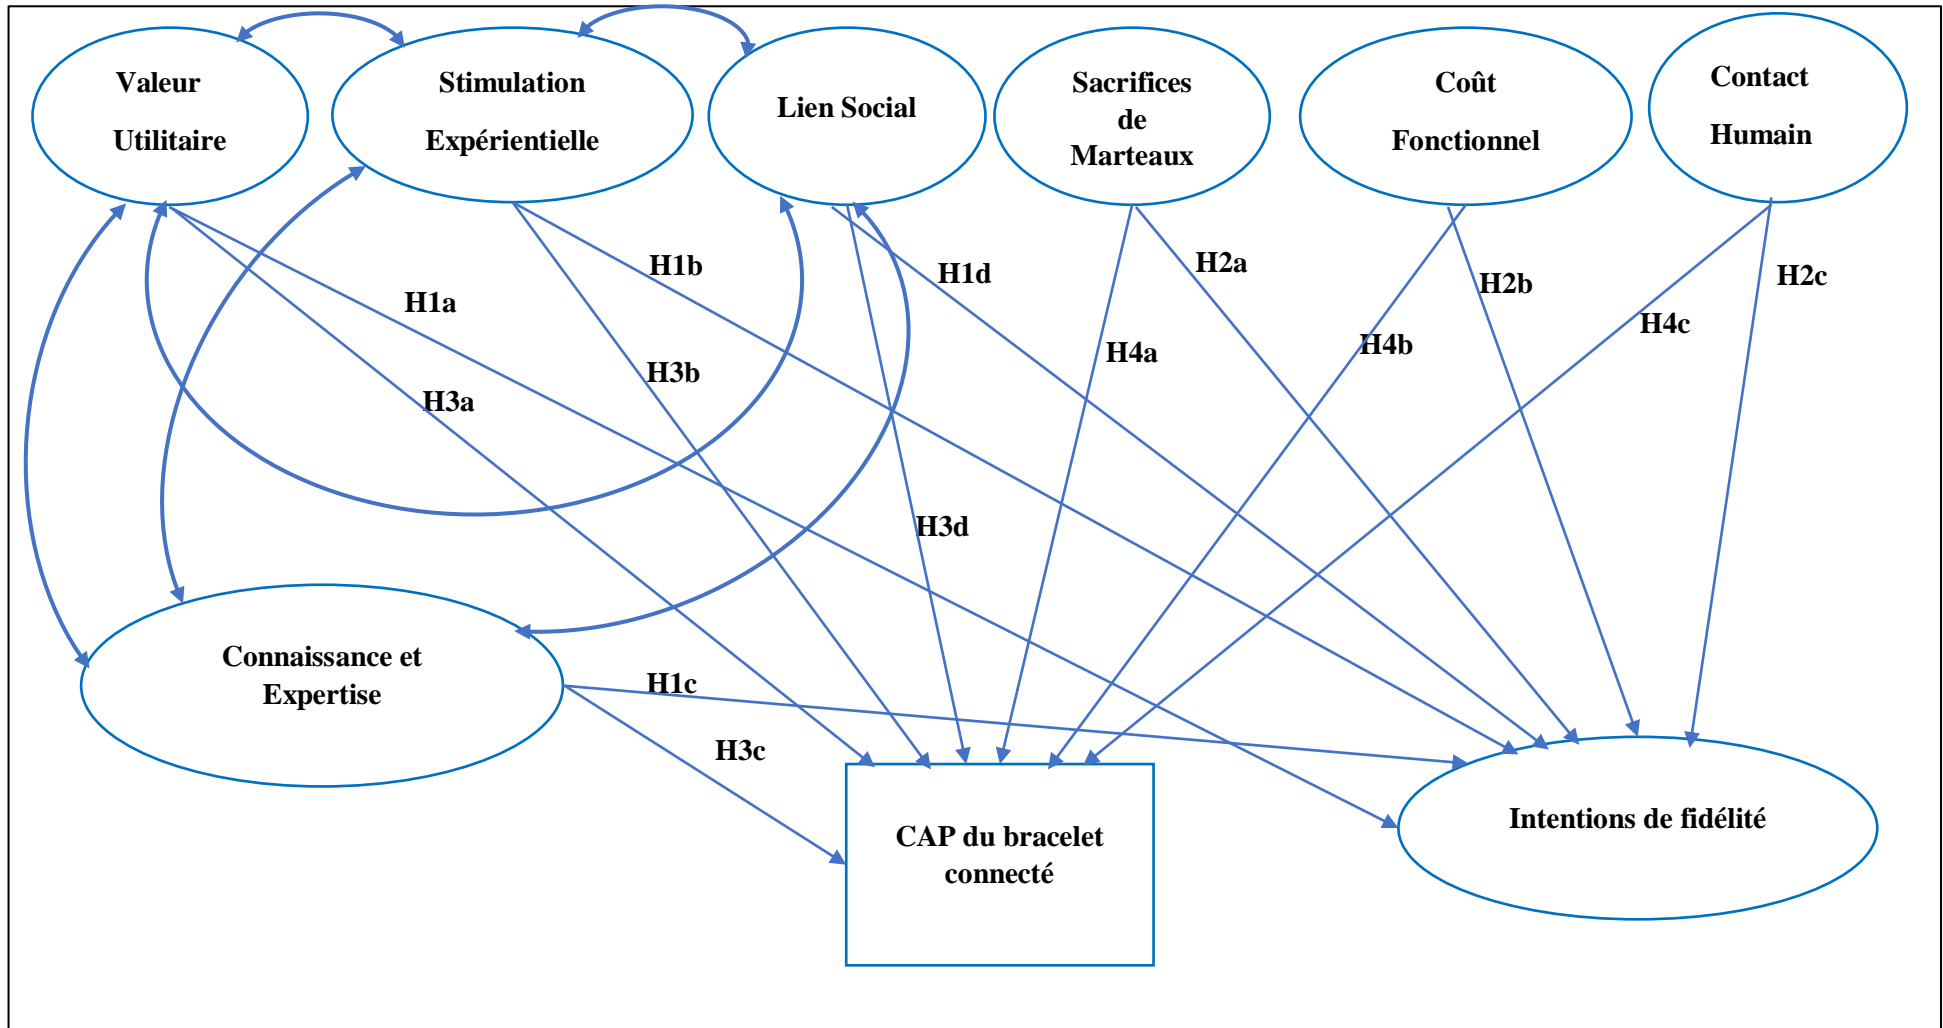 Valeur
Utilitaire
Stimulation
Expérientielle
Lien Social
Sacrifices
de
Marteaux
Coût
Fonctionnel
Contact
Humain
H1a
H1b
H1d
H2a
H2b
H2c
H3a
H3b
H4a
H4b
H4c
H3d
Connaissance et
Expertise
H1c
H3c
CAP du bracelet
connecté
Intentions de fidélité